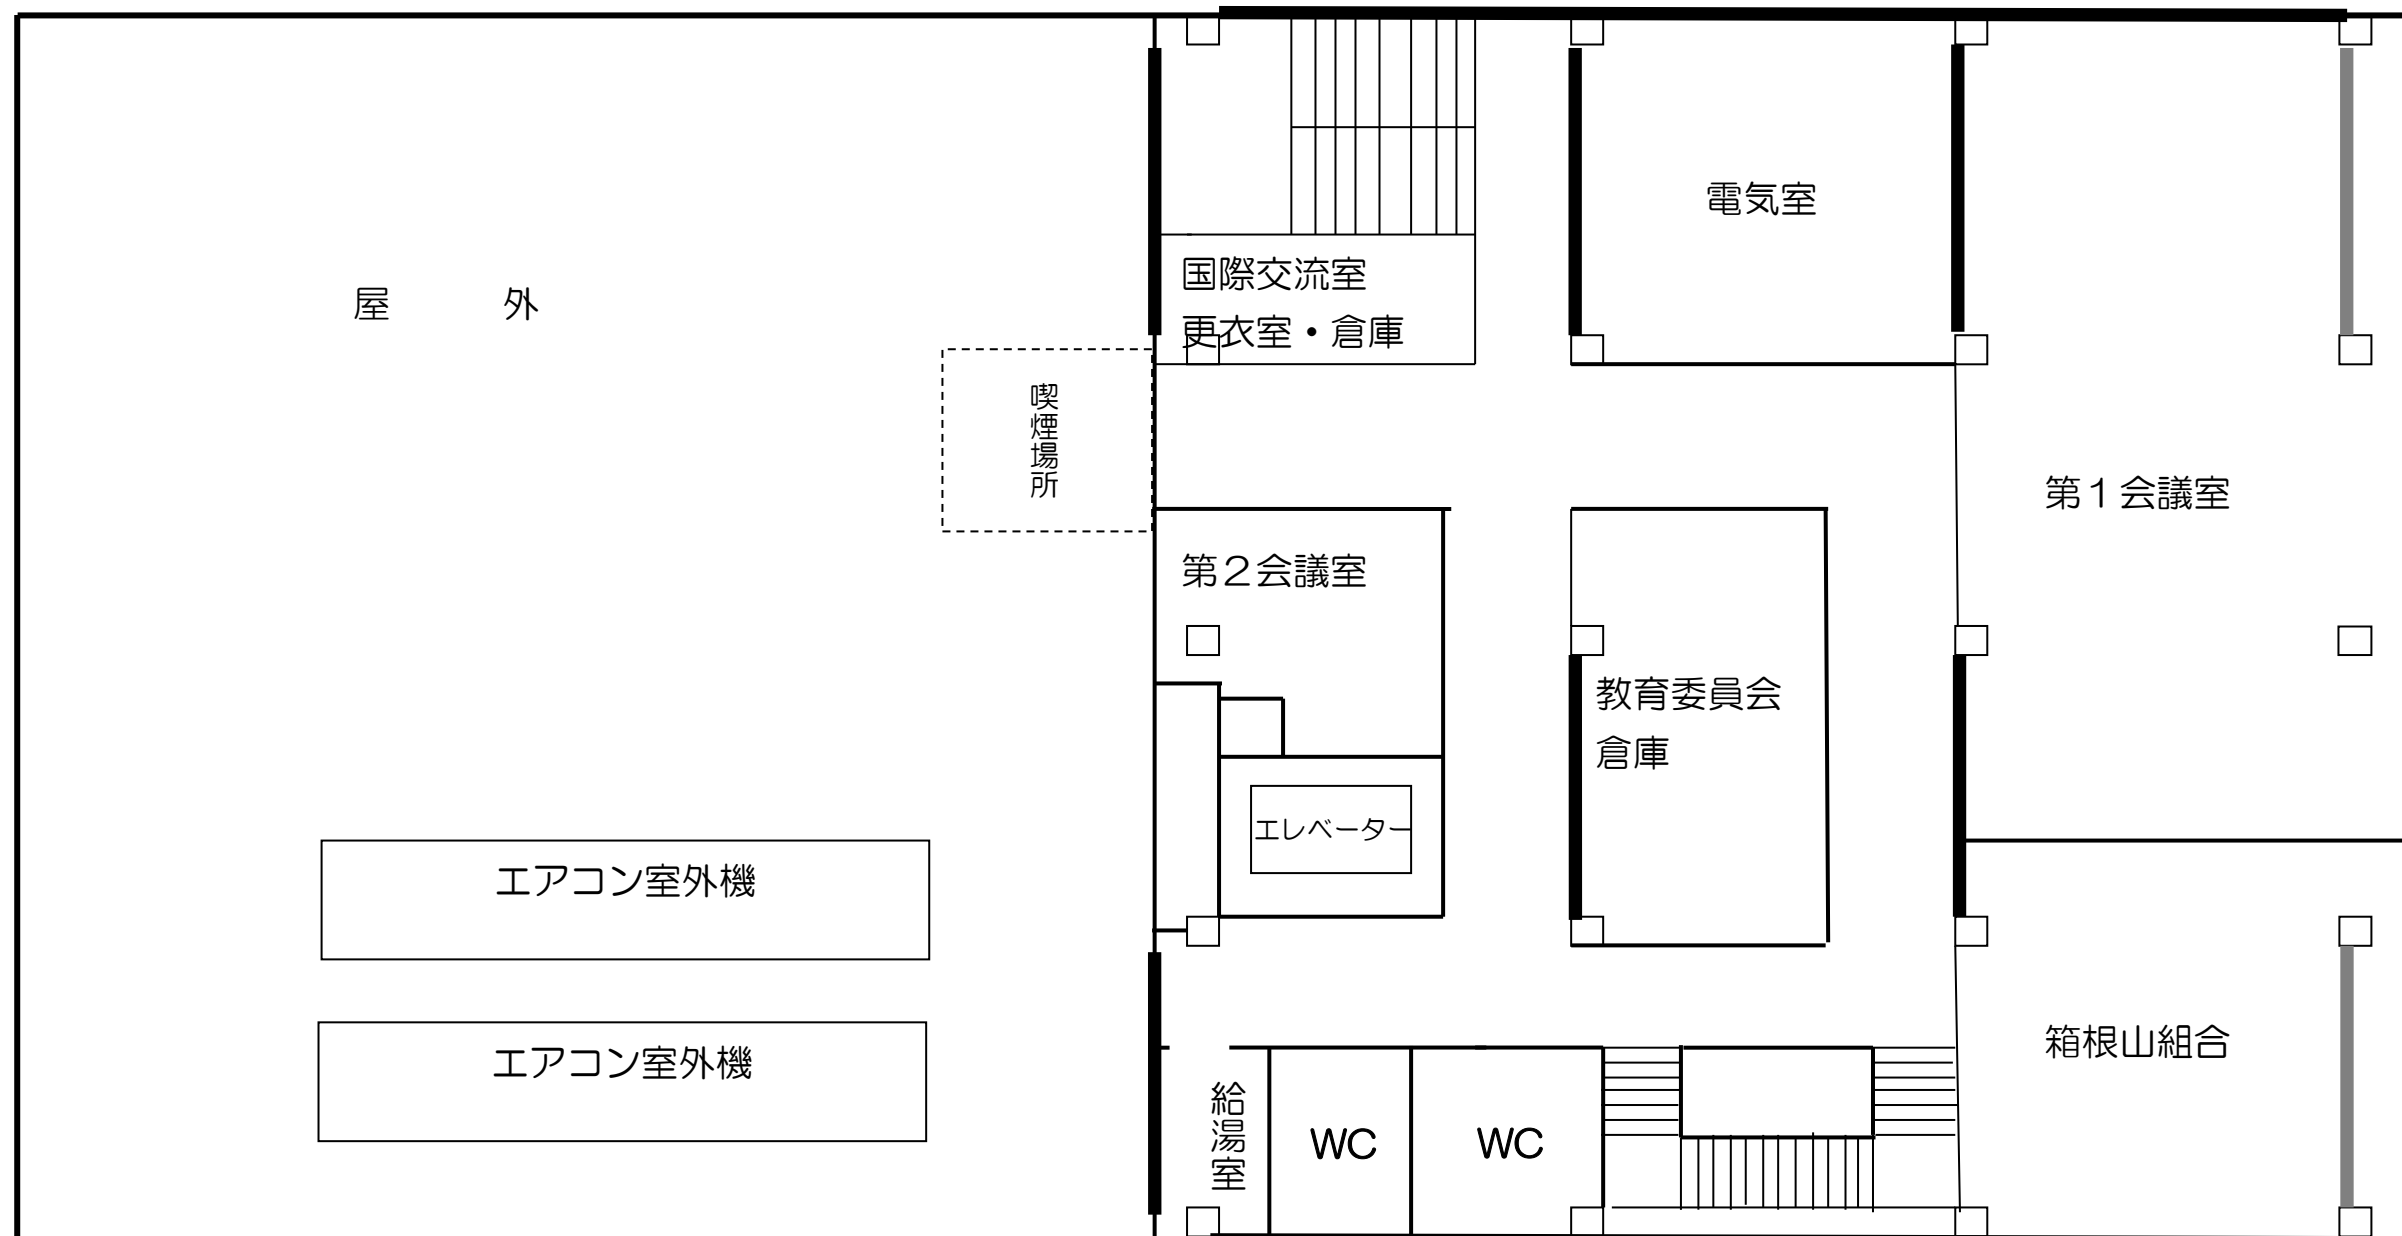 電気室
国際交流室
更衣室・倉庫
屋　外
喫煙場所
第１会議室
第２会議室
教育委員会
倉庫
エレベーター
エアコン室外機
エアコン室外機
箱根山組合
給湯室
WC
WC